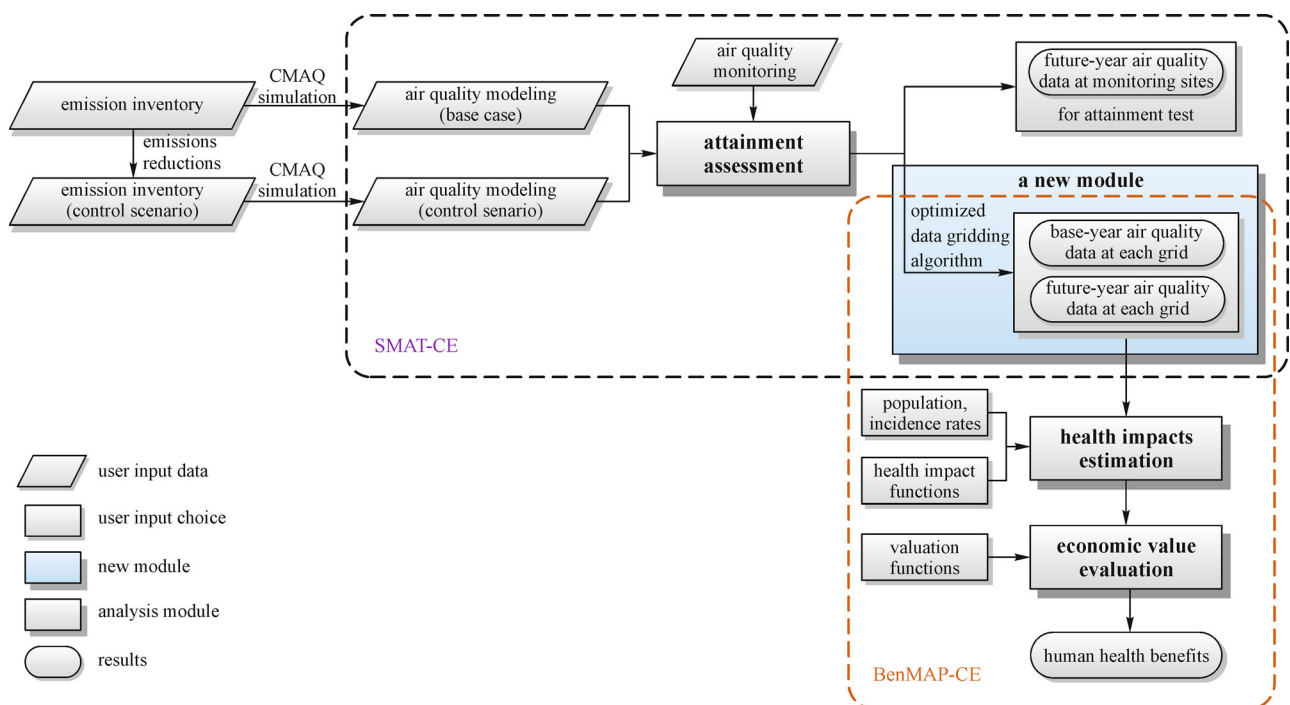 emission inventory
emissions
reductions
emission inventory
(control scenario)
CMAQ
simulation
CMAQ
simulation
air quality modeling
(base case)
air quality modeling
(control senario)
air quality
monitoring
attainment
assessment
future-year air quality
data at monitoring sites
for attainment test
a new module
optimized
data gridding
algorithm
base-year air quality
data at each grid
future-year air quality
data at each grid
SMAT-CE
population,
incidence rates
health impact
functions
health impacts
estimation
valuation
functions
economic value
evaluation
human health benefits
BenMAP-CE
user input data
user input choice
new module
analysis module
results